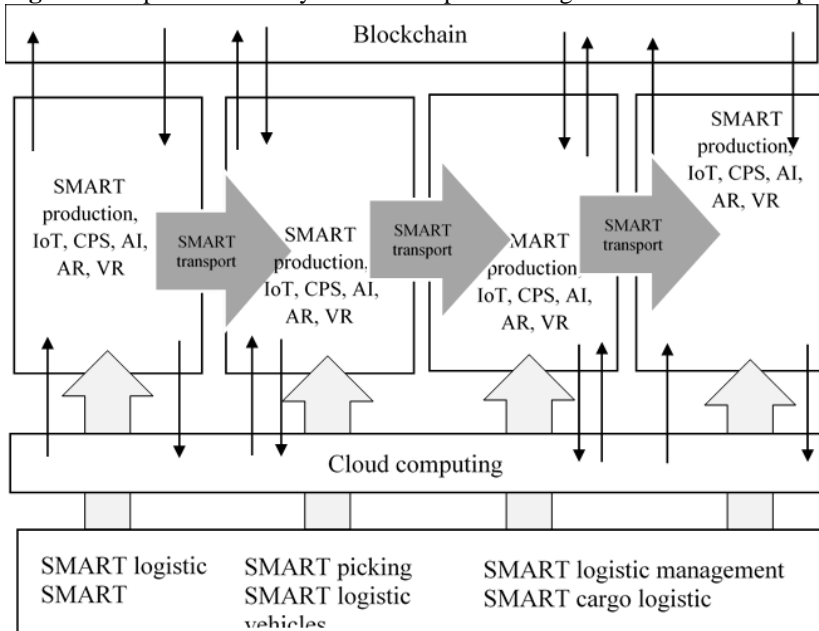 Blockchain
SMART
production,
IoT, CPS, AI,
AR, VR
SMART
transport
SMART
production,
IoT, CPS, AI,
AR, VR
SMART
transport
SMART
production,
IoT, CPS, AI,
AR, VR
SMART
transport
SMART
production,
IoT, CPS, AI,
AR, VR
Cloud computing
SMART logistic
SMART
SMART picking
SMART logistic
vehicles
SMART logistic management
SMART cargo logistic